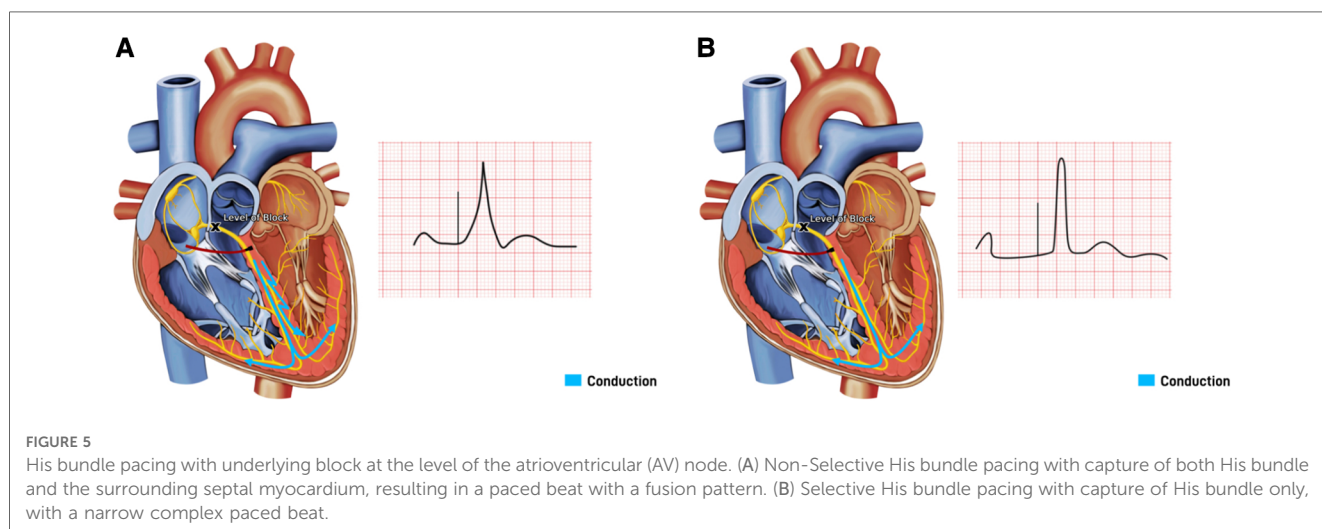 A
B
Level of Block
Level of Block
Conduction
Conduction
FIGURE 5
His bundle pacing with underlying block at the level of the atrioventricular (AV) node. (A) Non-Selective His bundle pacing with capture of both His bundle
and the surrounding septal myocardium, resulting in a paced beat with a fusion pattern. (B) Selective His bundle pacing with capture of His bundle only,
with a narrow complex paced beat.